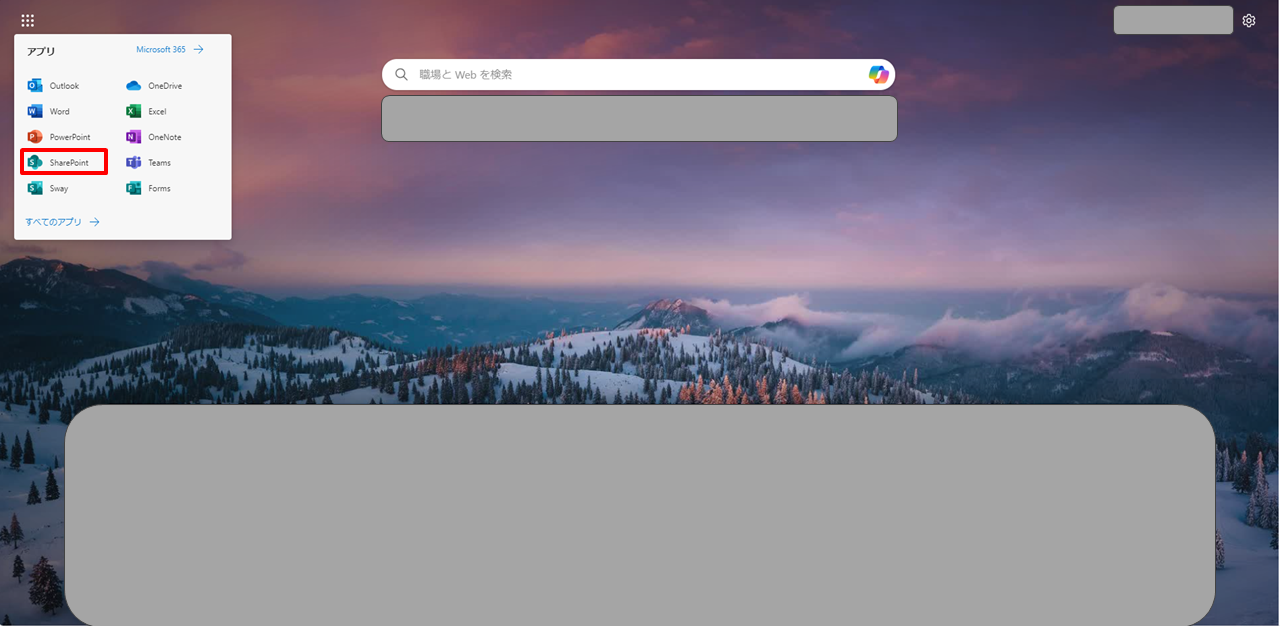 アプリ
Microsoft 365
職場と Web を検索
Outlook
OneDrive
Word
Excel
PowerPoint
OneNote
SharePoint
Teams
Sway
Forms
すべてのアプリ